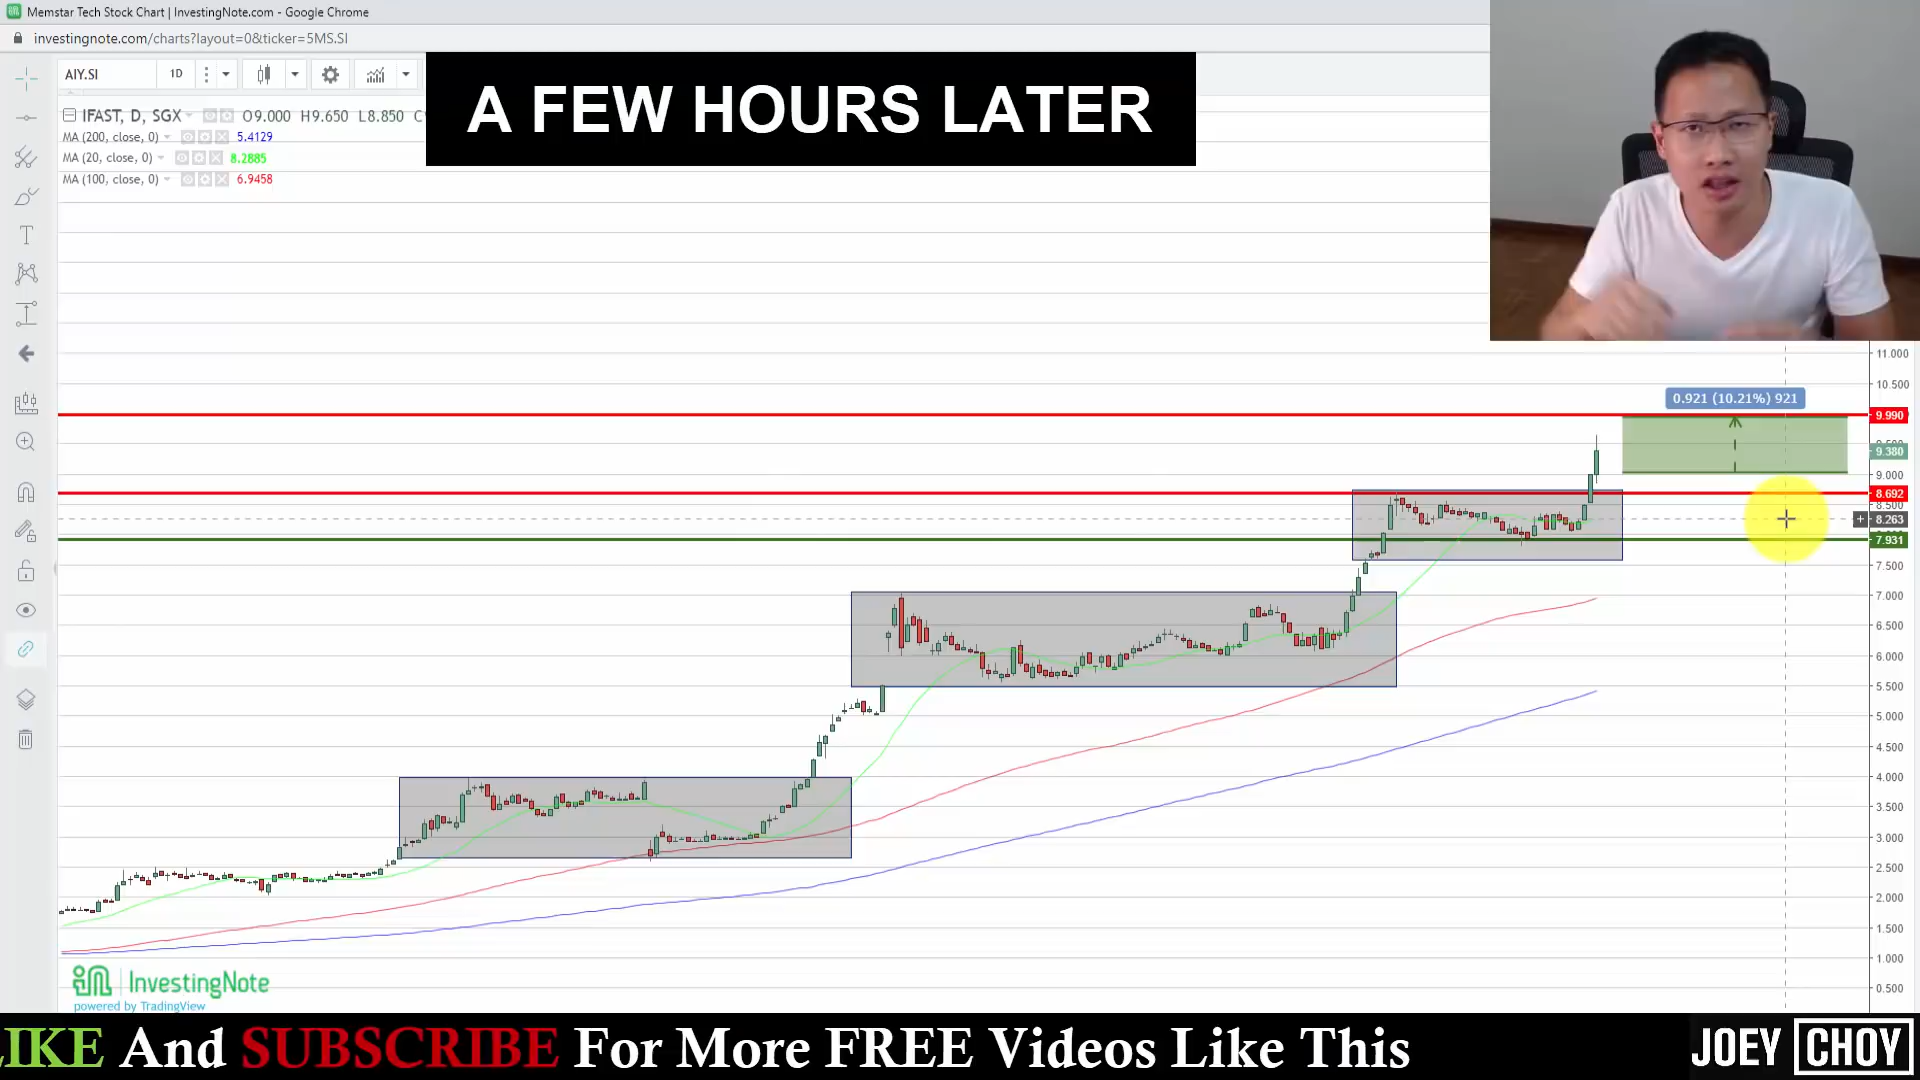 Memstar Tech Stock Chart | InvestingNote.com - Google Chrome
investingnote.com/charts?layout=0&ticker=5MS.SI
AIY.SI 1D
A FEW HOURS LATER
IFAST, D, SGX O9.000 H9.650 L8.850
MA (200, close, 0) 5.4129
MA (20, close, 0) 8.2885
MA (100, close, 0) 6.9458
11.000
10.500
0.921 (10.21%) 921
9.990
9.380
9.000
8.692
8.500
8.263
7.931
7.500
7.000
6.500
6.000
5.500
5.000
4.500
4.000
3.500
3.000
2.500
2.000
1.500
1.000
0.500
InvestingNote
powered by TradingView
LIKE And SUBSCRIBE For More FREE Videos Like This
JOEY CHOY